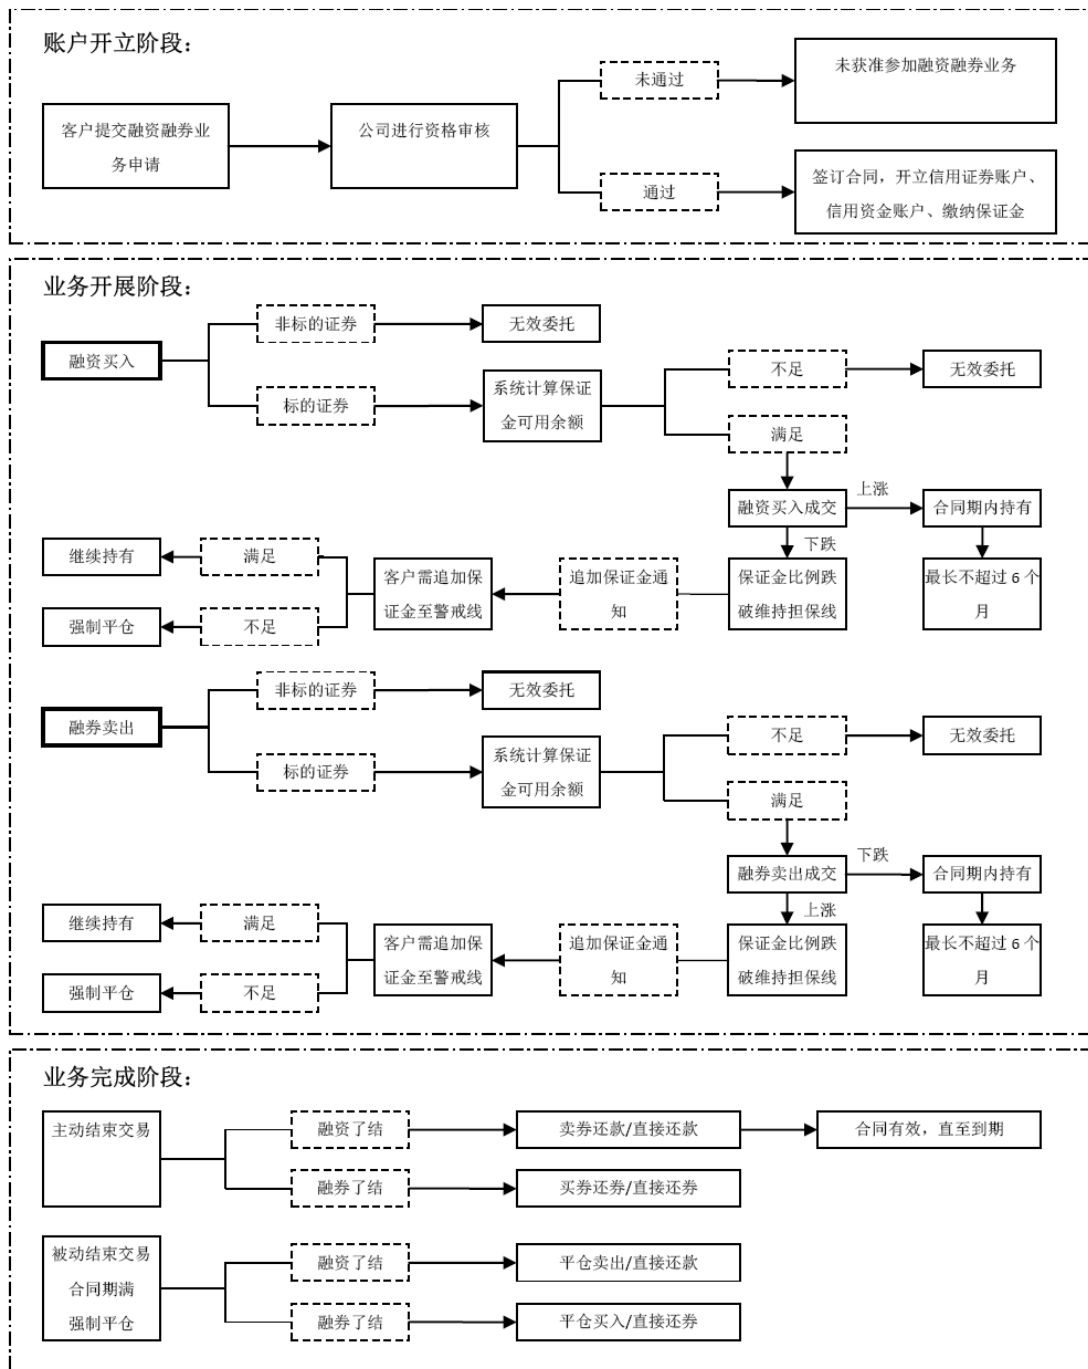 账户开立阶段：
未通过
未获准参加融资融券业务
客户提交融资融券业
务申请
公司进行资格审核
通过
签订合同，开立信用证券账户、
信用资金账户、缴纳保证金
业务开展阶段：
非标的证券
无效委托
融资买入
标的证券
系统计算保证
金可用余额
不足
无效委托
满足
融资买入成交
上涨
合同期内持有
下跌
继续持有
满足
客户需追加保
证金至警戒线
追加保证金通
知
保证金比例跌
破维持担保线
最长不超过 6 个
月
强制平仓
不足
非标的证券
无效委托
融券卖出
标的证券
系统计算保证
金可用余额
不足
无效委托
满足
融券卖出成交
下跌
合同期内持有
上涨
继续持有
满足
客户需追加保
证金至警戒线
追加保证金通
知
保证金比例跌
破维持担保线
最长不超过 6 个
月
强制平仓
不足
业务完成阶段：
主动结束交易
融资了结
卖券还款/直接还款
合同有效，直至到期
融券了结
买券还券/直接还券
被动结束交易
合同期满
强制平仓
融资了结
平仓卖出/直接还款
融券了结
平仓买入/直接还券